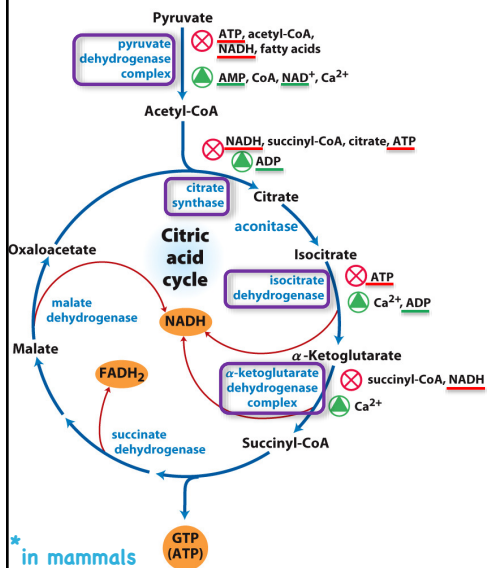 Pyruvate
pyruvate
dehydrogenase
complex
ATP, acetyl-CoA,
NADH, fatty acids
AMP, CoA, NAD⁺, Ca²⁺
Acetyl-CoA
NADH, succinyl-CoA, citrate, ATP
ADP
citrate
synthase
Citrate
aconitase
Citric
acid
cycle
Oxaloacetate
Isocitrate
isocitrate
dehydrogenase
ATP
Ca²⁺, ADP
malate
dehydrogenase
NADH
Malate
α-Ketoglutarate
FADH₂
α-ketoglutarate
dehydrogenase
complex
succinyl-CoA, NADH
Ca²⁺
succinate
dehydrogenase
Succinyl-CoA
GTP
(ATP)
*in mammals